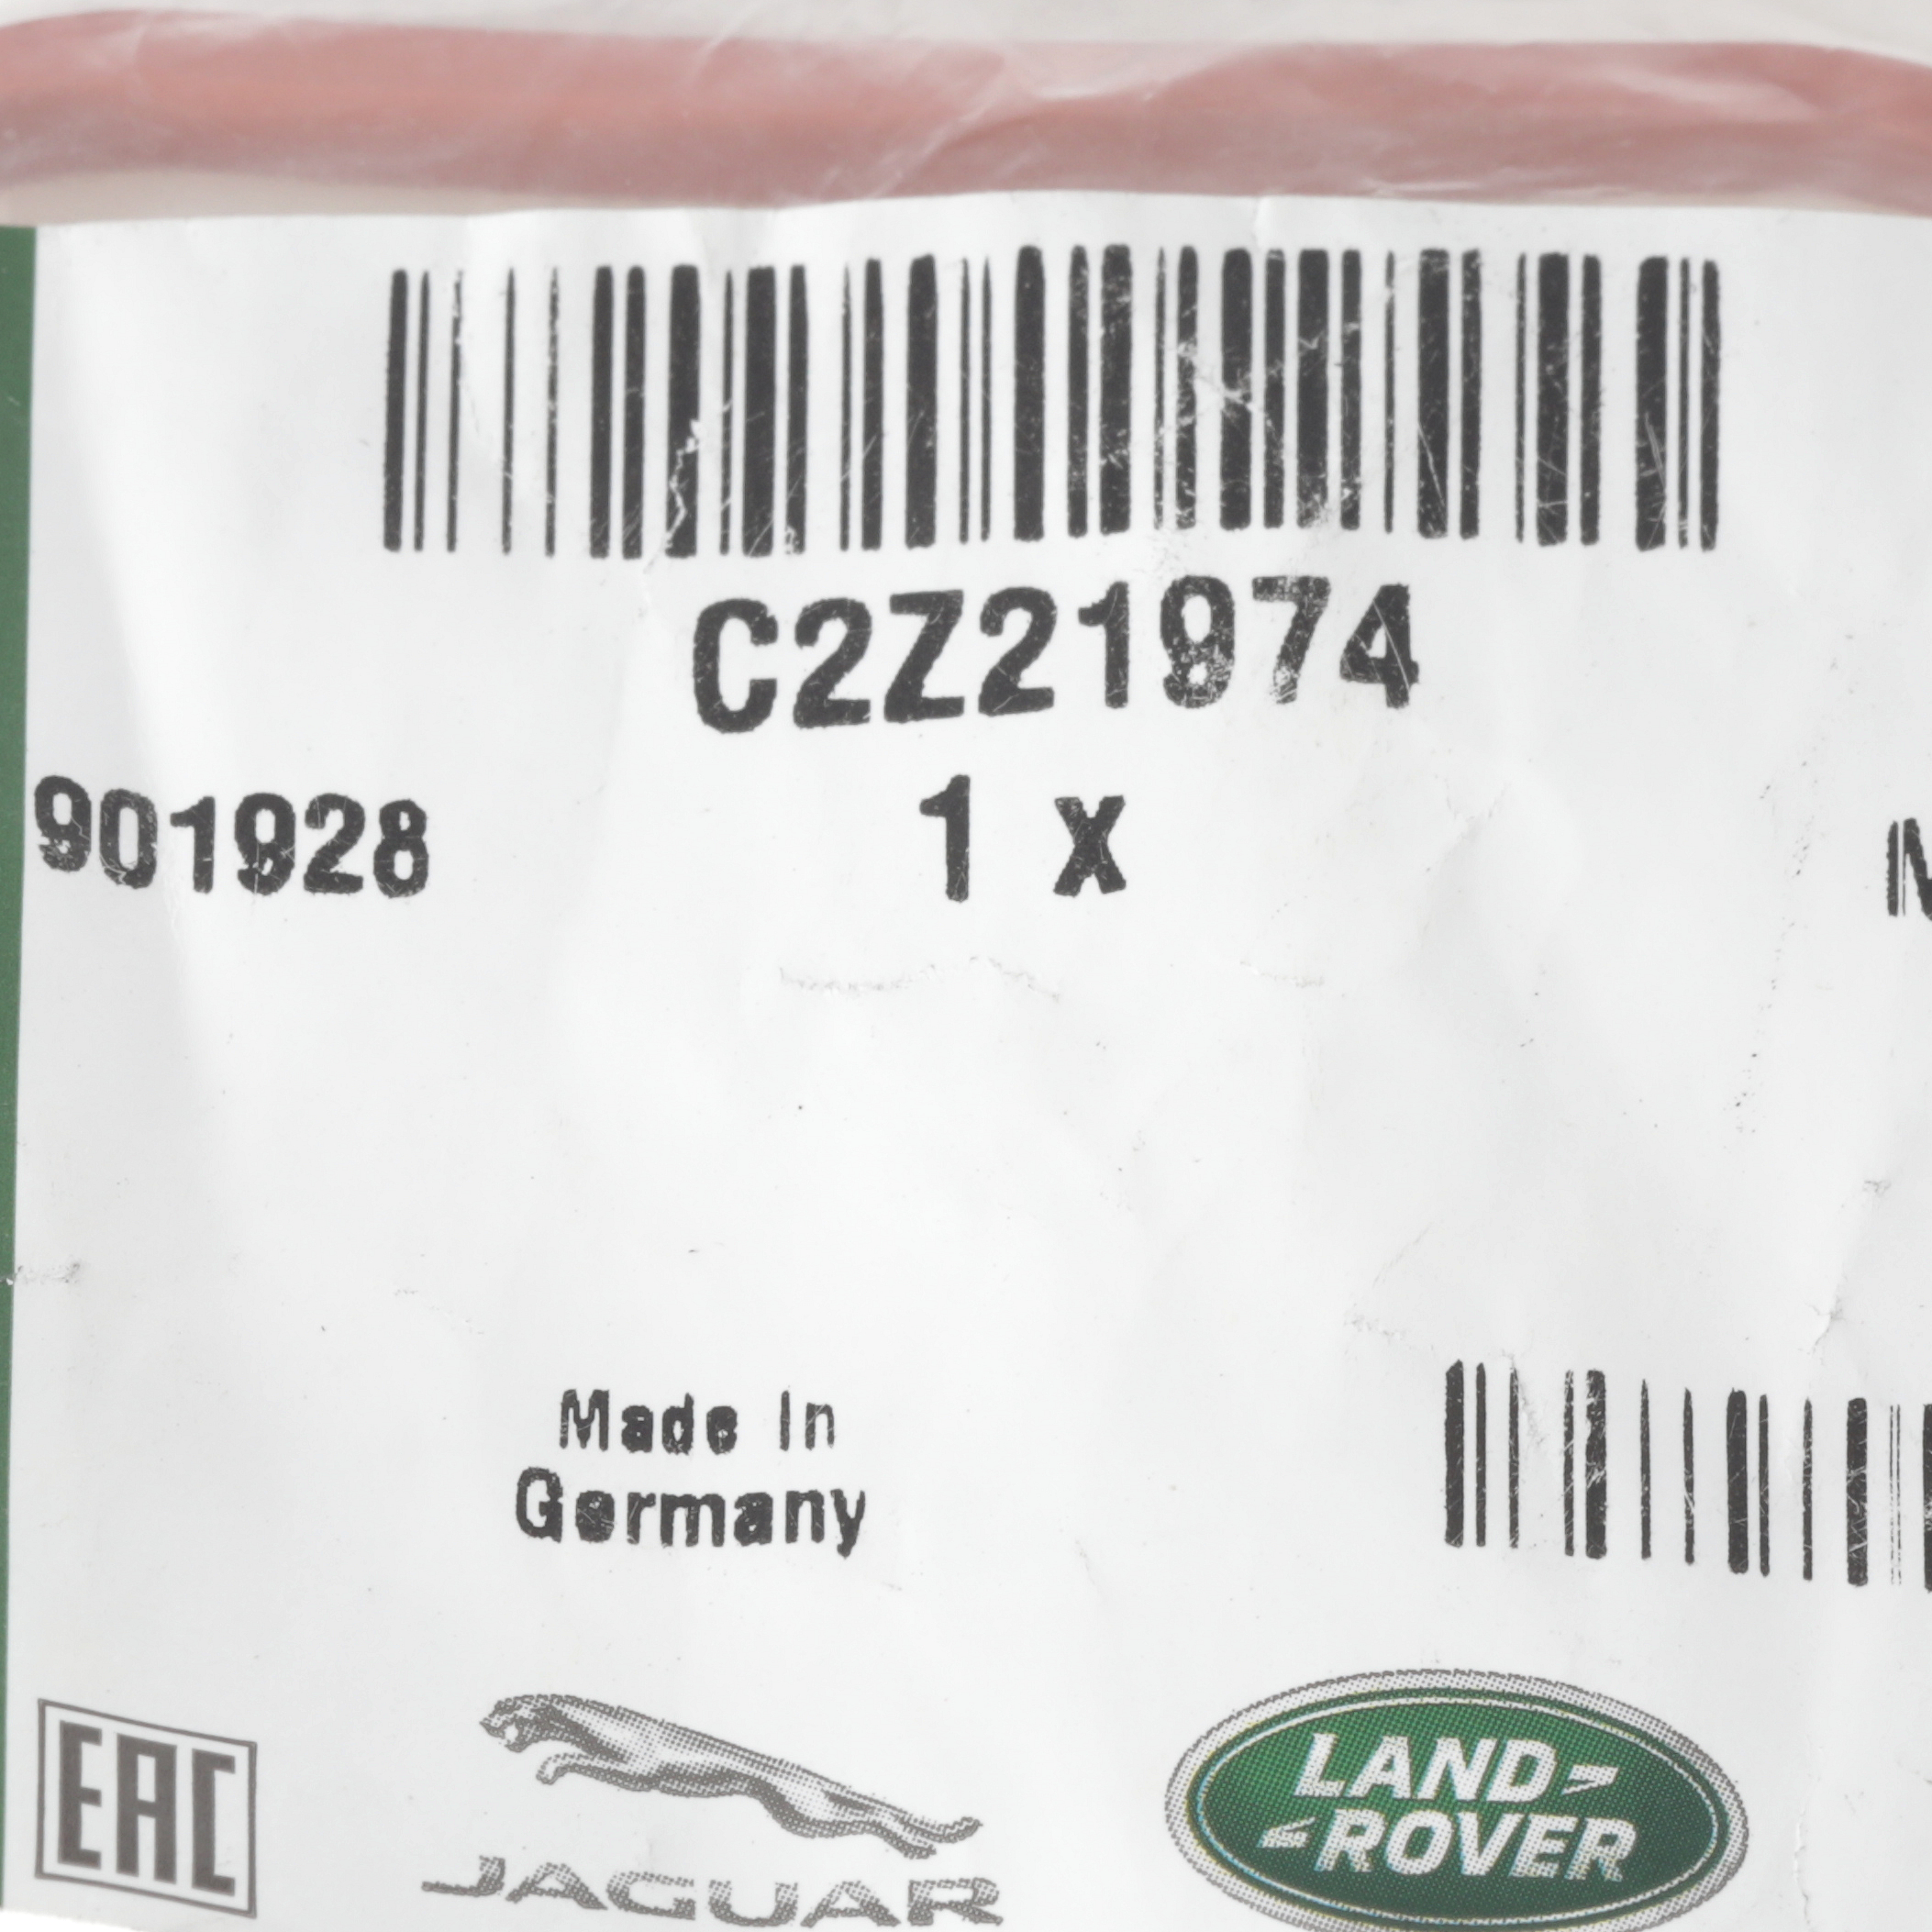 C2Z21974
901928 1 x
Made In
Germany
EAC
JAGUAR
LAND
ROVER